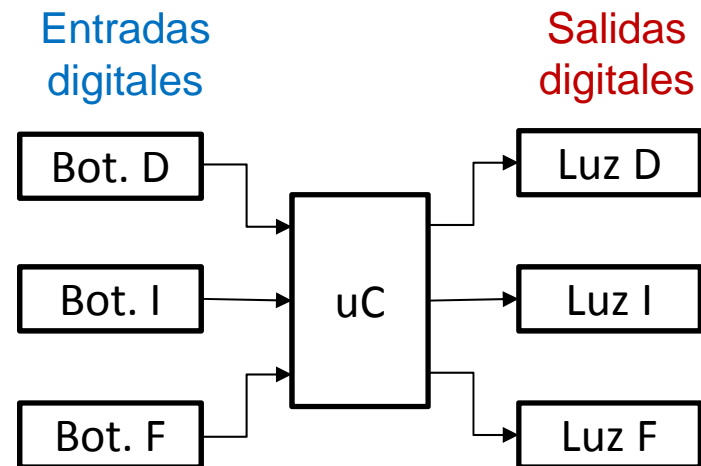 Entradas
digitales
Salidas
digitales
Bot. D
Luz D
Bot. I
uC
Luz I
Bot. F
Luz F